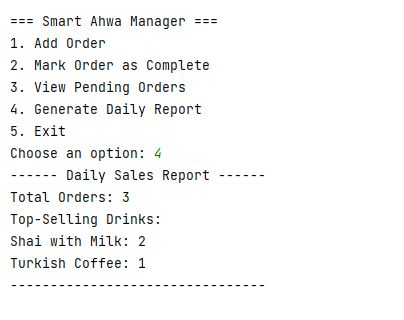 === Smart Ahwa Manager ===
1. Add Order
2. Mark Order as Complete
3. View Pending Orders
4. Generate Daily Report
5. Exit
Choose an option: 4
------ Daily Sales Report ------
Total Orders: 3
Top-Selling Drinks:
Shai with Milk: 2
Turkish Coffee: 1
--------------------------------